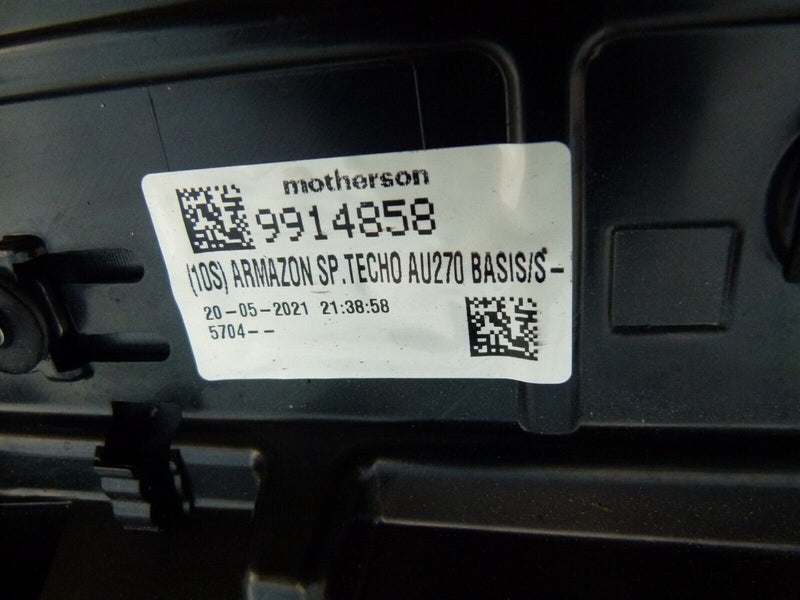 motherson
9914858
(10S) ARMAZON SP.TECHO AU270 BASIS/S*-
20-05-2021 21:38:58
5704--